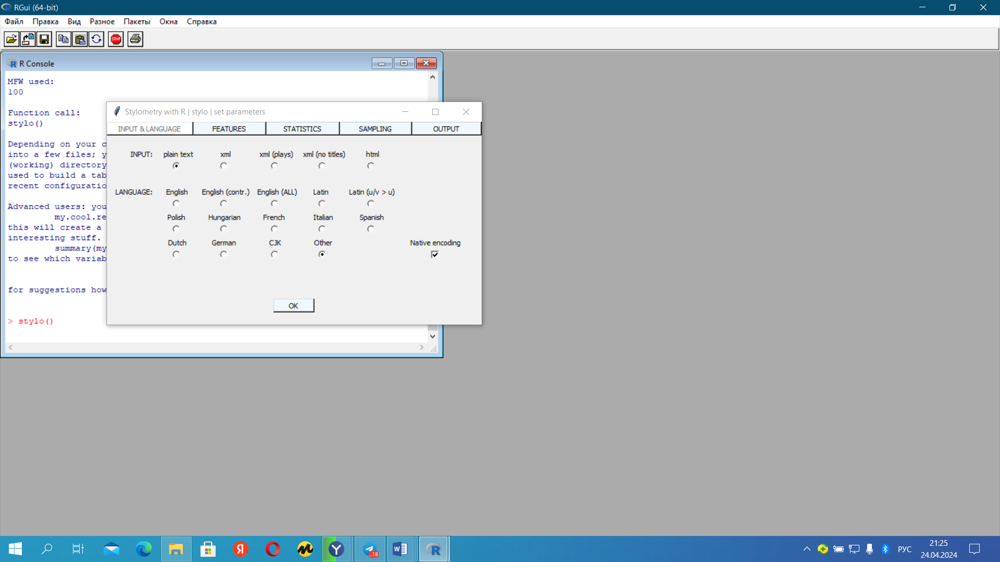 RGui (64-bit)
Файл Правка Вид Разное Пакеты Окна Справка
STOP
R Console
MFW used:
100
Function call:
stylo()
Depending on your c
into a few files; y
(working) directory
used to build a tab
recent configuratio
Advanced users: you
my.cool.re
this will create a
interesting stuff.
summary(my
to see which variab
for suggestions how
> stylo()
Stylometry with R | stylo | set parameters
INPUT & LANGUAGE FEATURES STATISTICS SAMPLING OUTPUT
INPUT: plain text xml xml (plays) xml (no titles) html
LANGUAGE: English English (contr.) English (ALL) Latin Latin (u/v > u)
Polish Hungarian French Italian Spanish
Dutch German CJK Other Native encoding
OK
..18
РУС
21:25
24.04.2024